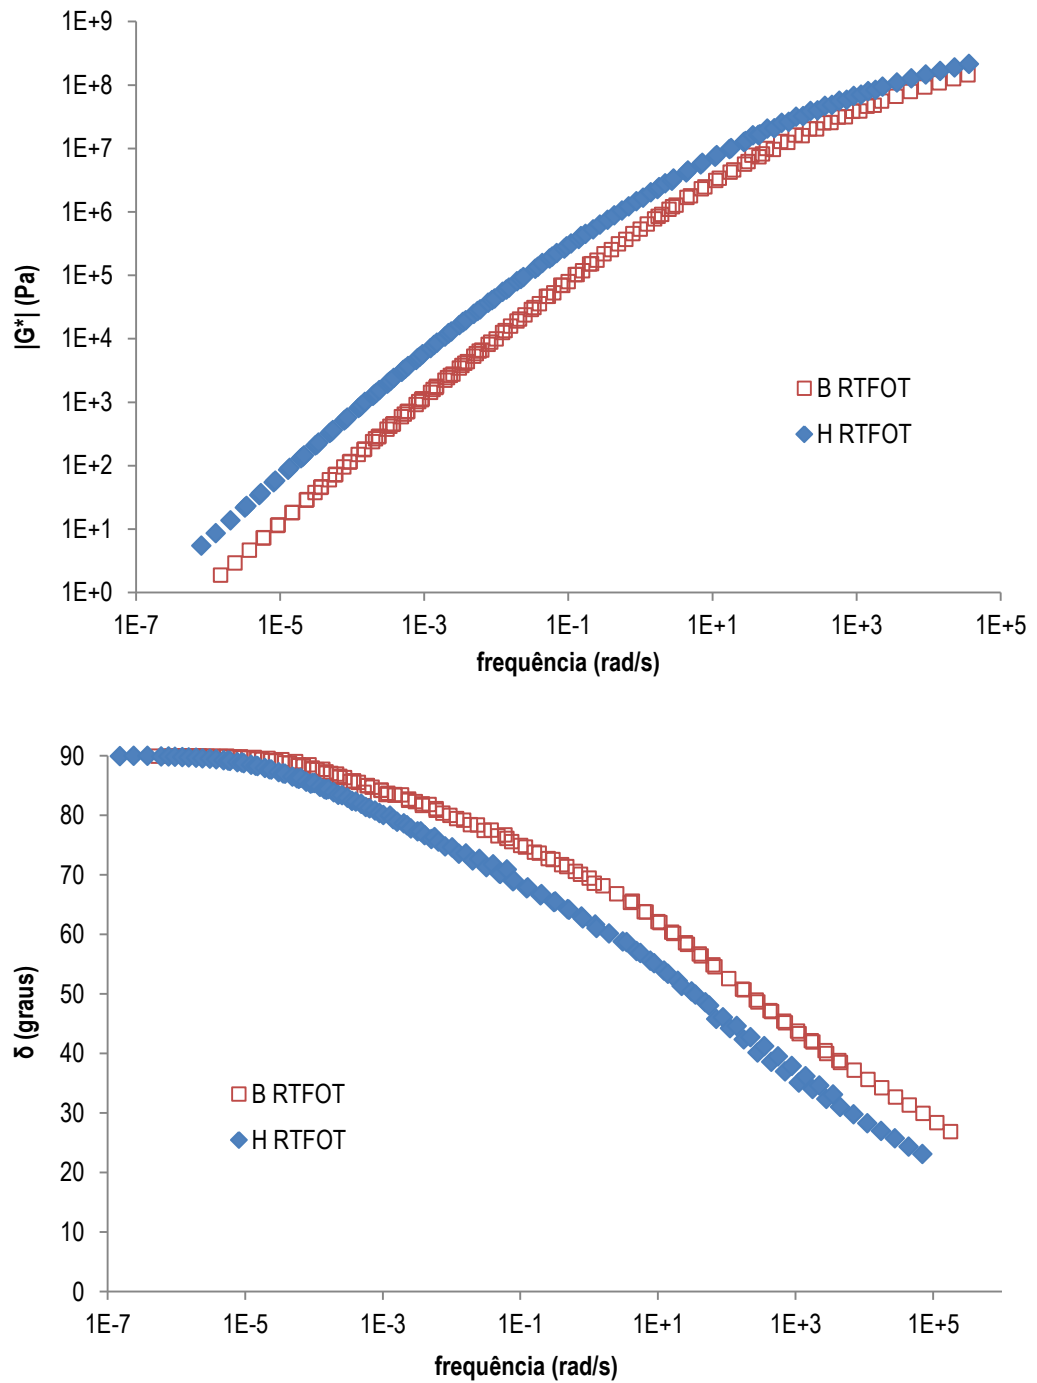 1E+9
1E+8
1E+7
1E+6
1E+5
1E+4
1E+3
1E+2
1E+1
1E+0
|G*| (Pa)
B RTFOT
H RTFOT
1E-7 1E-5 1E-3 1E-1 1E+1 1E+3 1E+5
frequência (rad/s)
90
80
70
60
50
40
30
20
10
0
δ (graus)
B RTFOT
H RTFOT
1E-7 1E-5 1E-3 1E-1 1E+1 1E+3 1E+5
frequência (rad/s)